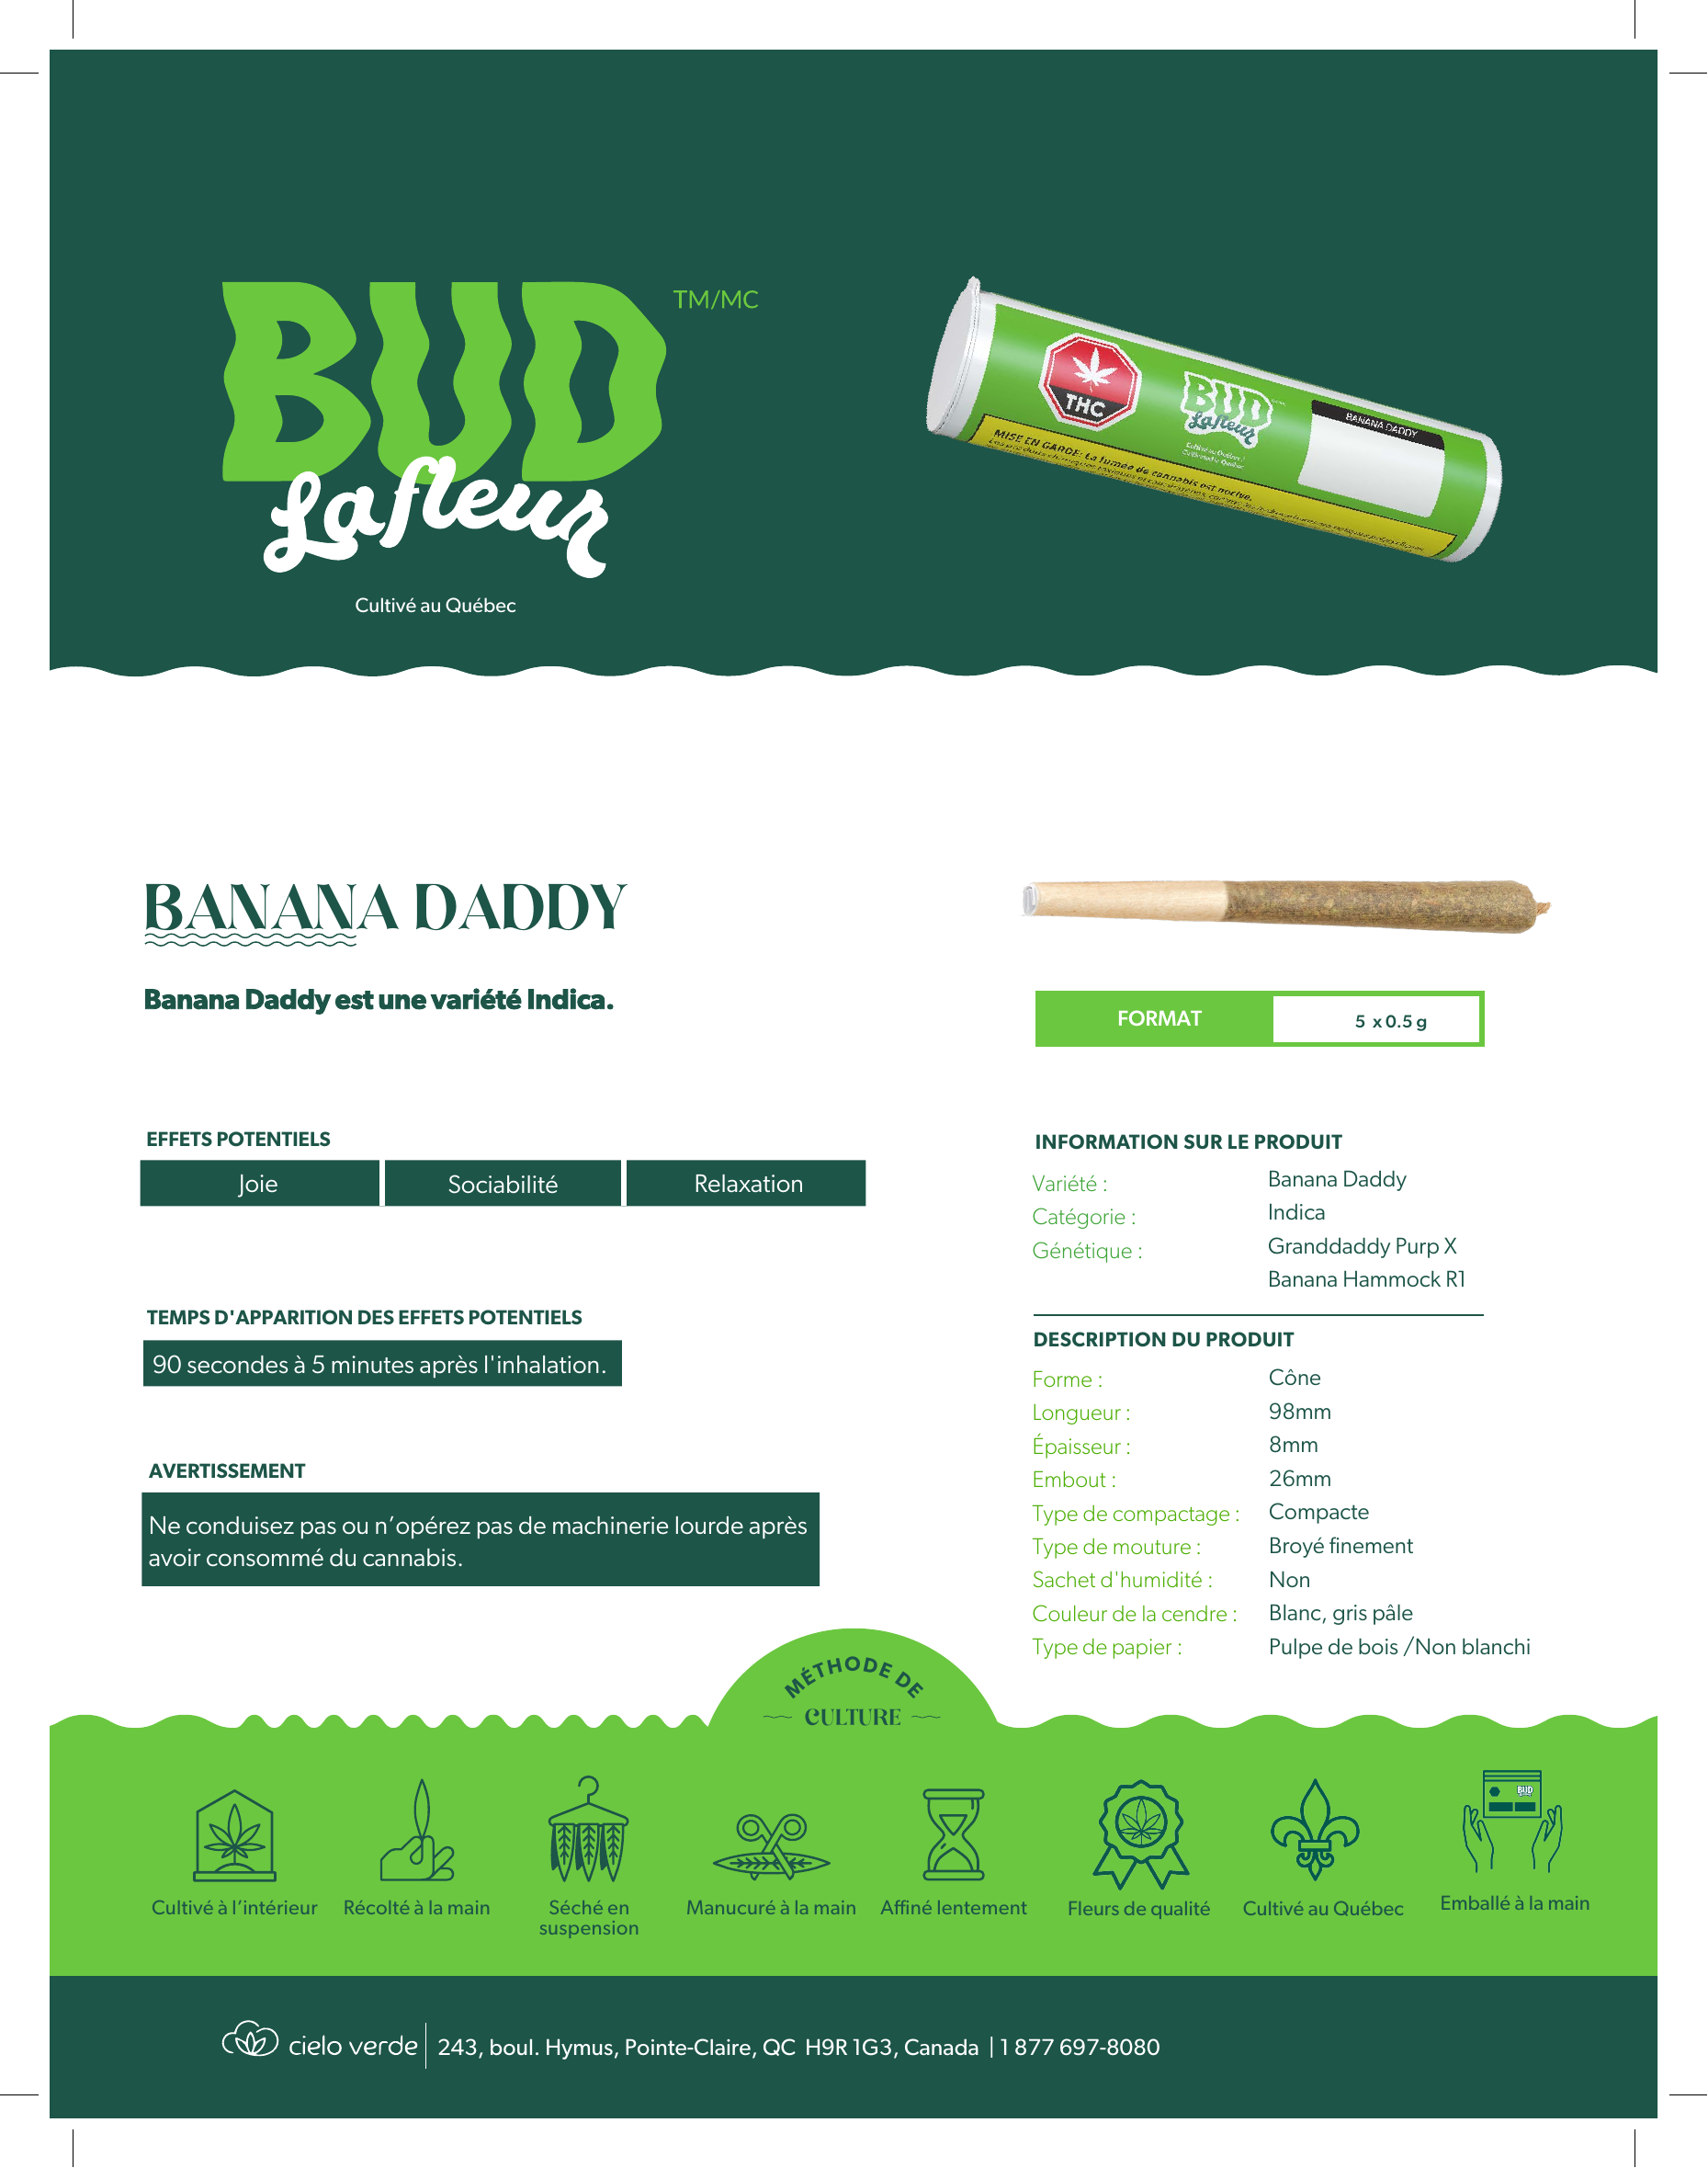 BUD
TM/MC
Lafleur
Cultivé au Québec
THC
BUD
Lafleur
BANANA DADDY
MISE EN GARDE: La fumée de cannabis est nocive.
BANANA DADDY
Banana Daddy est une variété Indica.
FORMAT
5 x 0.5 g
EFFETS POTENTIELS
Joie
Sociabilité
Relaxation
TEMPS D'APPARITION DES EFFETS POTENTIELS
90 secondes à 5 minutes après l'inhalation.
AVERTISSEMENT
Ne conduisez pas ou n’opérez pas de machinerie lourde après
avoir consommé du cannabis.
INFORMATION SUR LE PRODUIT
Variété : Banana Daddy
Catégorie : Indica
Génétique : Granddaddy Purp X
Banana Hammock R1
DESCRIPTION DU PRODUIT
Forme : Cône
Longueur : 98mm
Épaisseur : 8mm
Embout : 26mm
Type de compactage : Compacte
Type de mouture : Broyé finement
Sachet d'humidité : Non
Couleur de la cendre : Blanc, gris pâle
Type de papier : Pulpe de bois /Non blanchi
MÉTHODE DE
CULTURE
Cultivé à l’intérieur
Récolté à la main
Séché en
suspension
Manucuré à la main
Affiné lentement
Fleurs de qualité
Cultivé au Québec
BUD
Emballé à la main
cielo verde | 243, boul. Hymus, Pointe-Claire, QC H9R 1G3, Canada | 1 877 697-8080